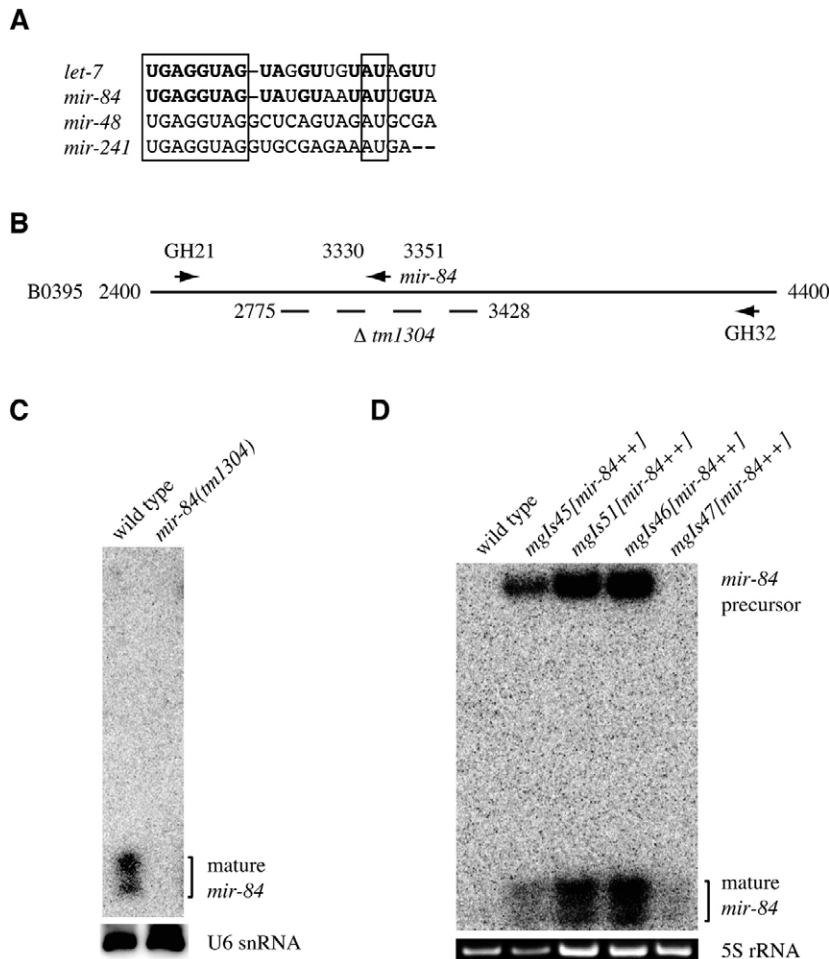 A
let-7 UGAGGUAG-UAGGUUGUAUAGUU
mir-84 UGAGGUAG-UAUGUAAUAUUGUA
mir-48 UGAGGUAGGCUCAGUAGAUGCGA
mir-241 UGAGGUAGGUGCGAGAAAUGA--
B
GH21 3330 3351
mir-84
B0395 2400 4400
2775 3428
Δ tm1304 GH32
C
wild type
mir-84(tm1304)
mature
mir-84
U6 snRNA
D
wild type
mgIs45[mir-84++]
mgIs51[mir-84++]
mgIs46[mir-84++]
mgIs47[mir-84++]
mir-84
precursor
mature
mir-84
5S rRNA